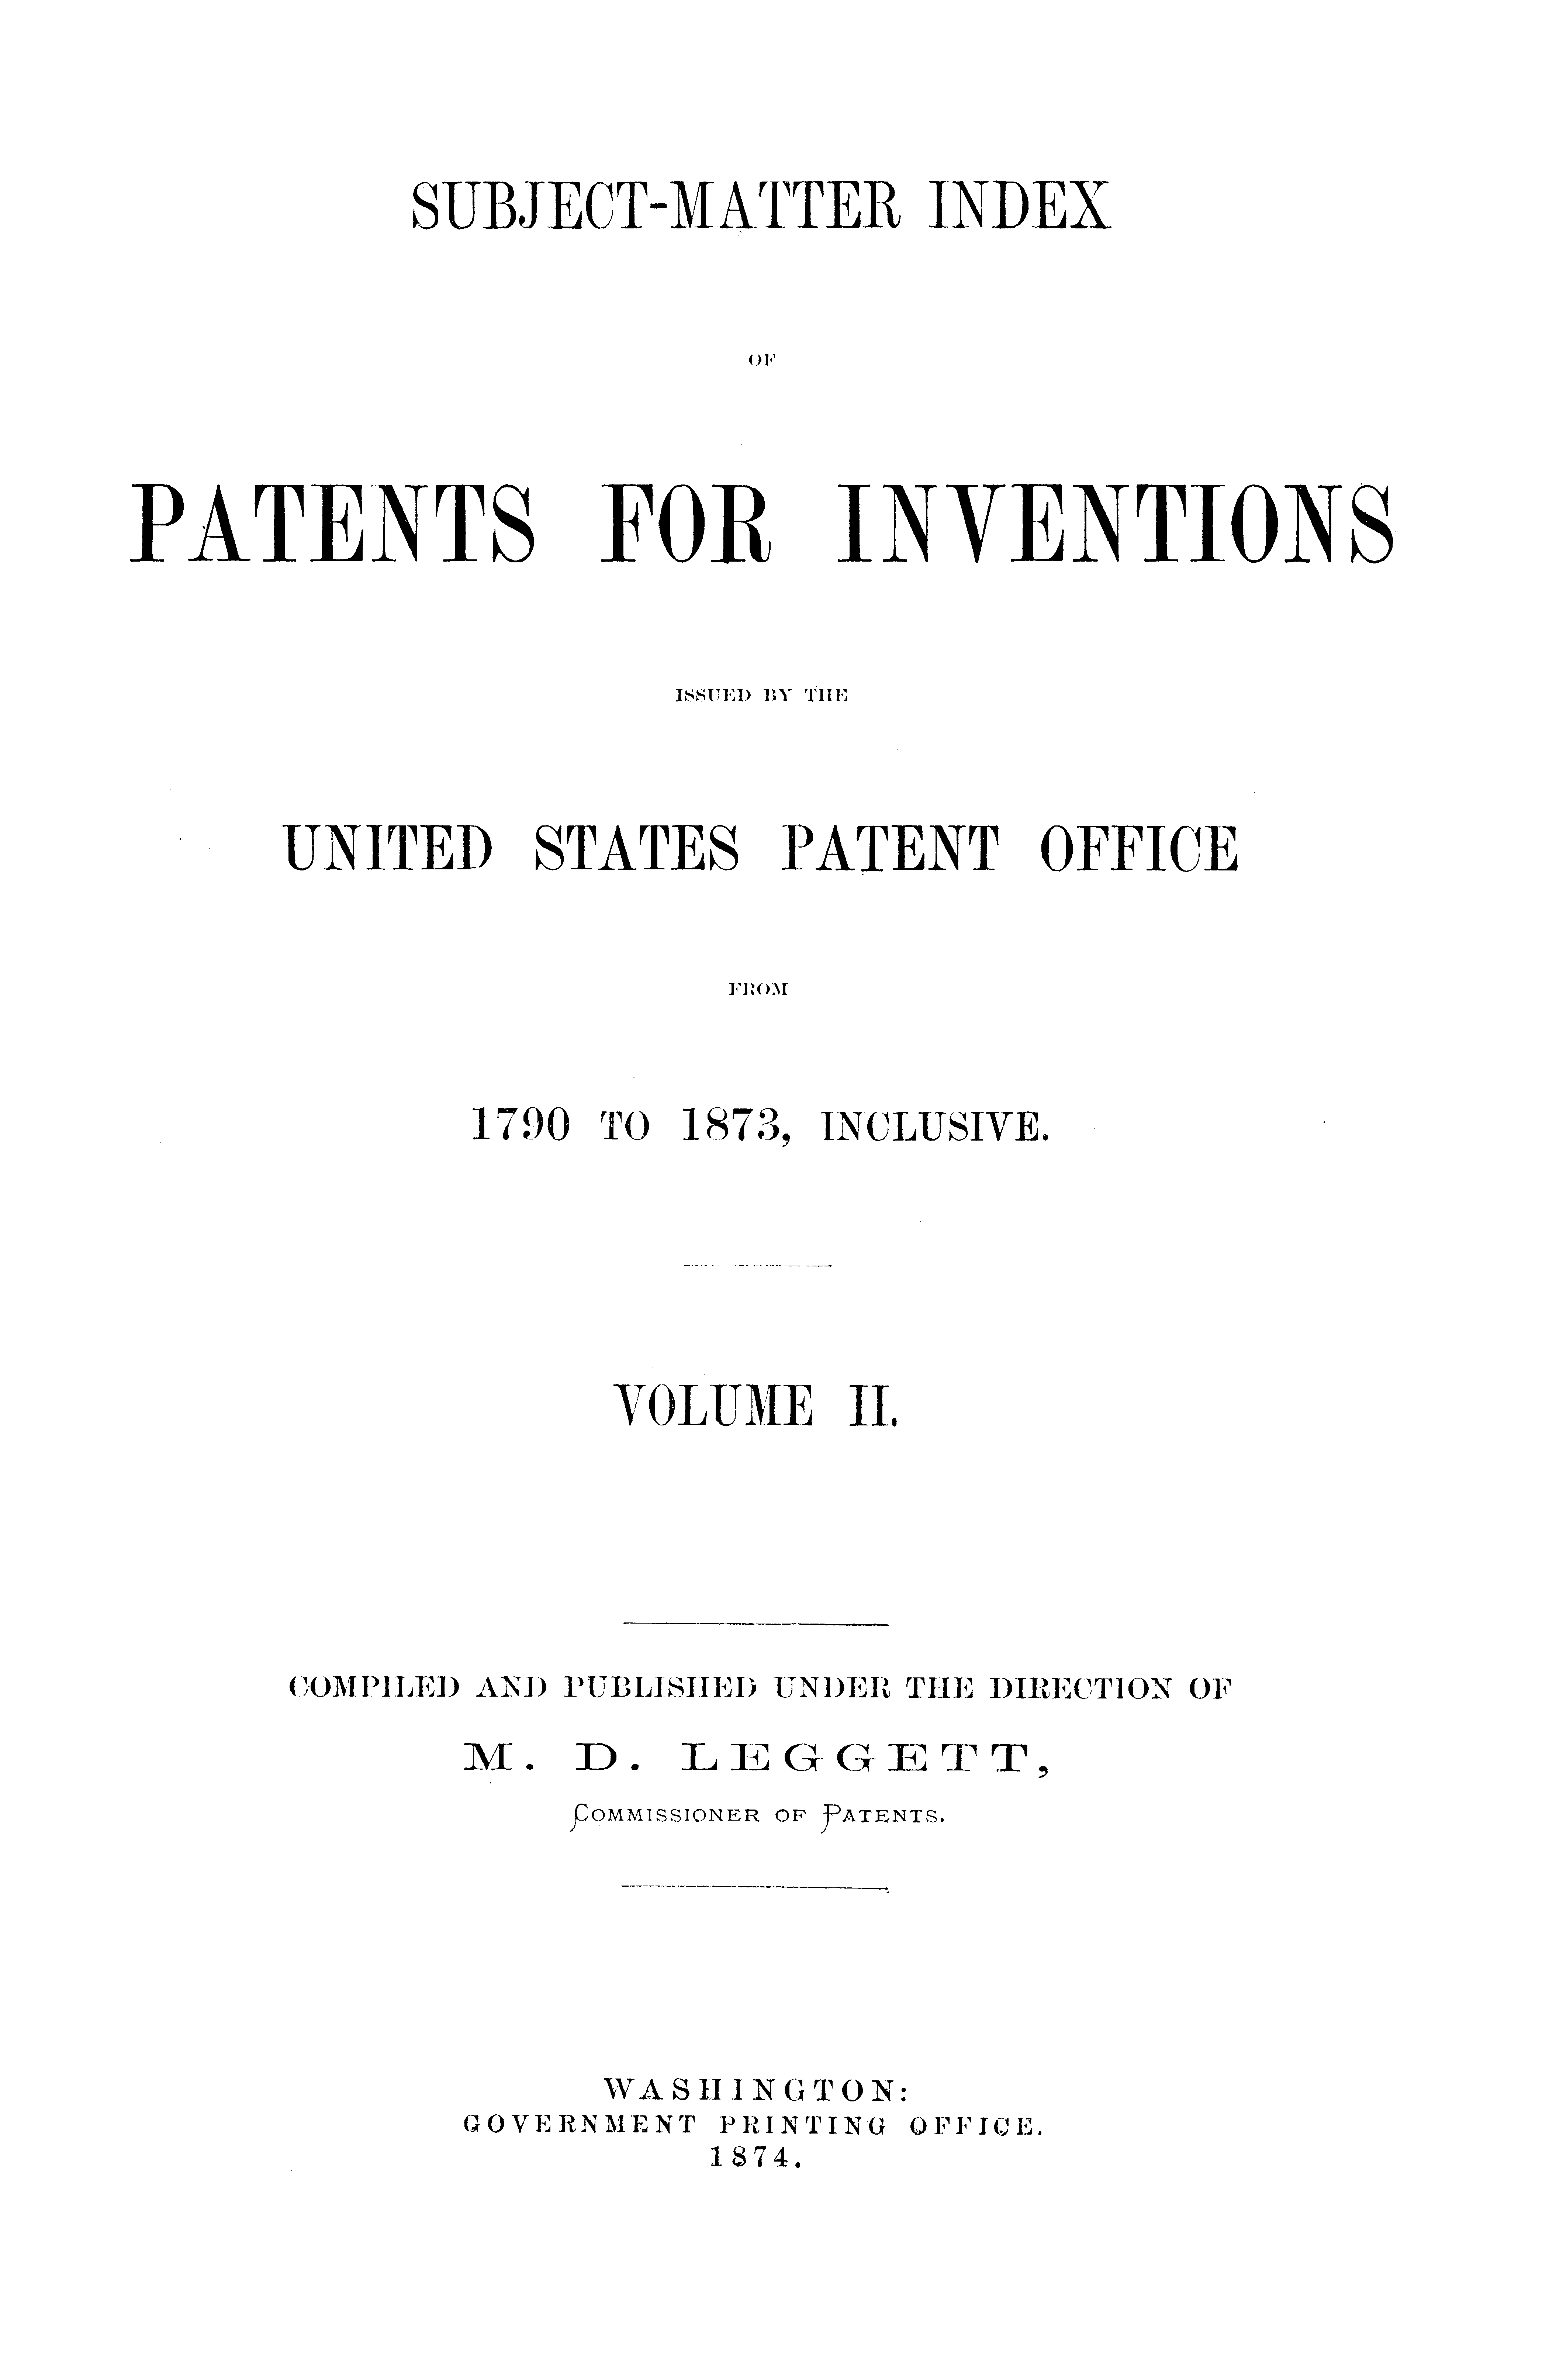 SUBJECT-MATTER INDEX
OF
PATENTS FOR INVENTIONS
ISSUED BY THE
UNITED STATES PATENT OFFICE
FROM
1790 TO 1873, INCLUSIVE.
VOLUME II.
COMPILED AND PUBLISHED UNDER THE DIRECTION OF
M. D. LEGGETT,
COMMISSIONER OF PATENTS.
WASHINGTON:
GOVERNMENT PRINTING OFFICE.
1874.